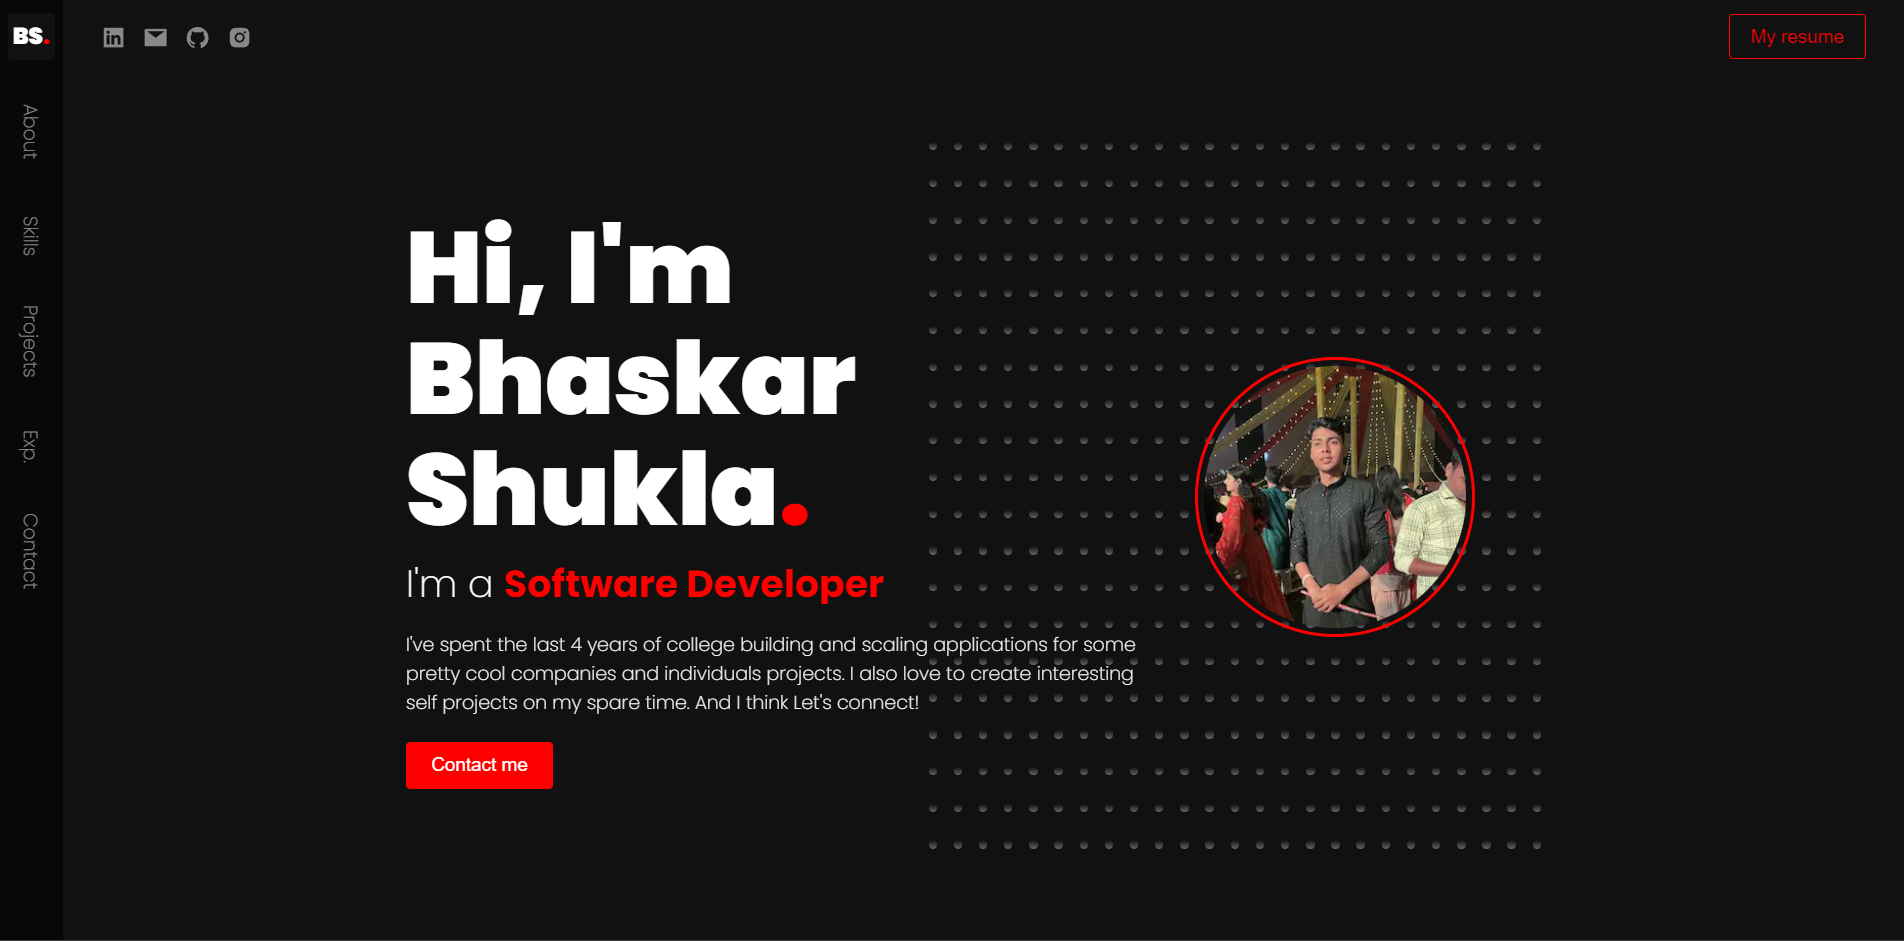 BS.
in
My resume
About
Skills
Projects
Exp.
Contact
Hi, I'm
Bhaskar
Shukla.
I'm a Software Developer
I've spent the last 4 years of college building and scaling applications for some
pretty cool companies and individuals projects. I also love to create interesting
self projects on my spare time. And I think Let's connect!
Contact me